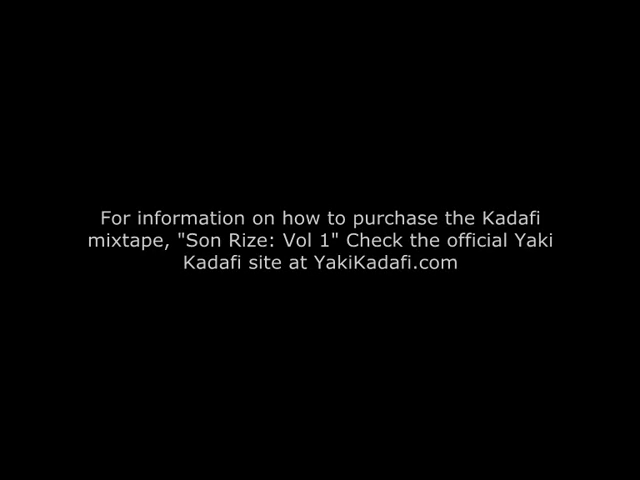 For information on how to purchase the Kadafi
mixtape, "Son Rize: Vol 1" Check the official Yaki
Kadafi site at YakiKadafi.com